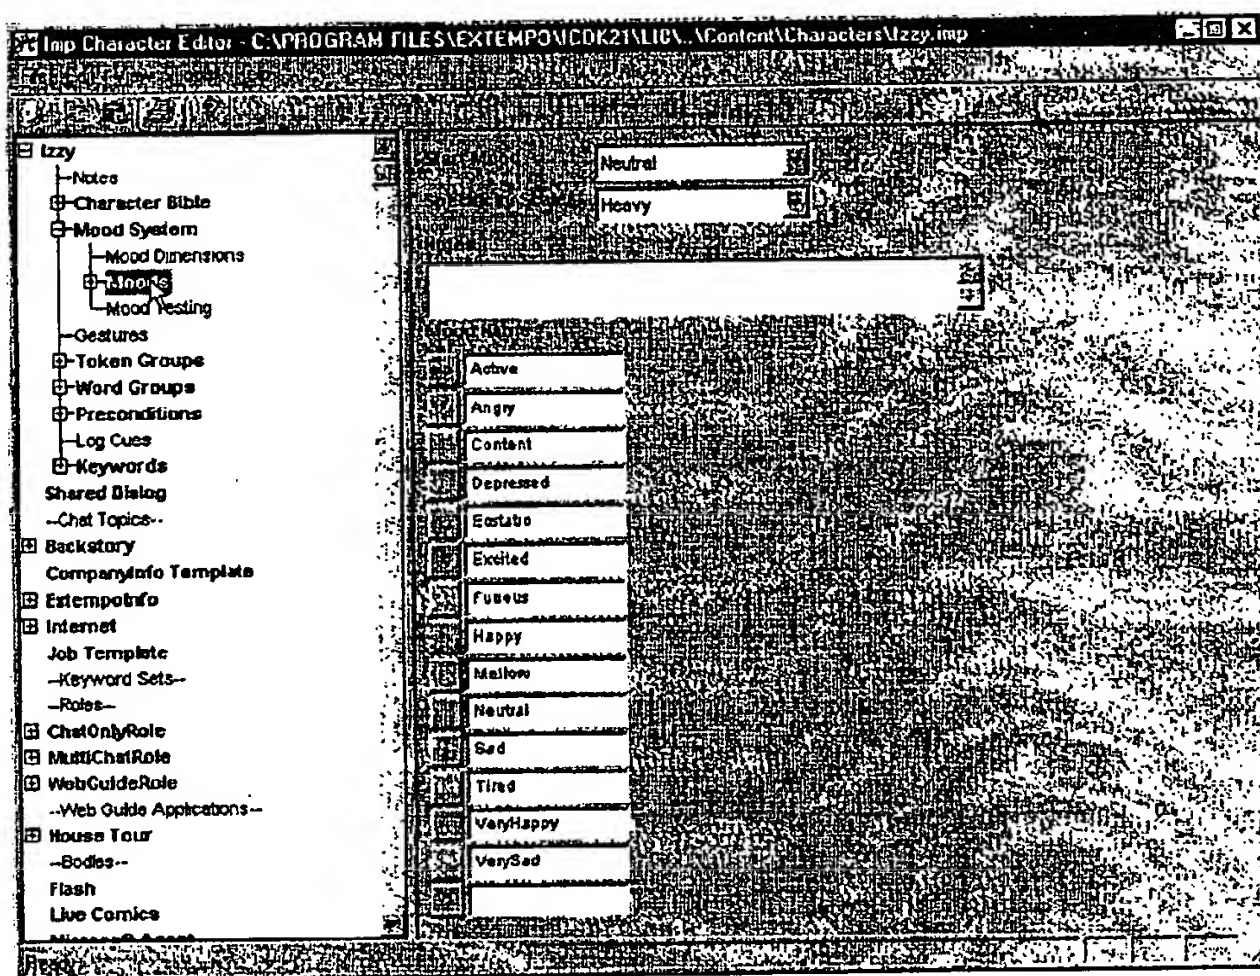 Imp Character Editor - C:\PROGRAM FILES\EXTEMPO\ICDK21\LIB\..\Content\Characters\Izzy.imp
Izzy
Notes
Character Bible
Mood System
Mood Dimensions
Moods
Mood Testing
Gestures
Token Groups
Word Groups
Preconditions
Log Cues
Keywords
Shared Dialog
--Chat Topics--
Backstory
CompanyInfo Template
ExtempoInfo
Internet
Job Template
--Keyword Sets--
--Roles--
ChatOnlyRole
MultiChatRole
WebGuideRole
--Web Guide Applications--
House Tour
--Bodies--
Flash
Live Comics
Start Mood
Neutral
Heavy
Active
Angry
Content
Depressed
Ecstatic
Excited
Furious
Happy
Mellow
Neutral
Sad
Tired
VeryHappy
VerySad
Ready